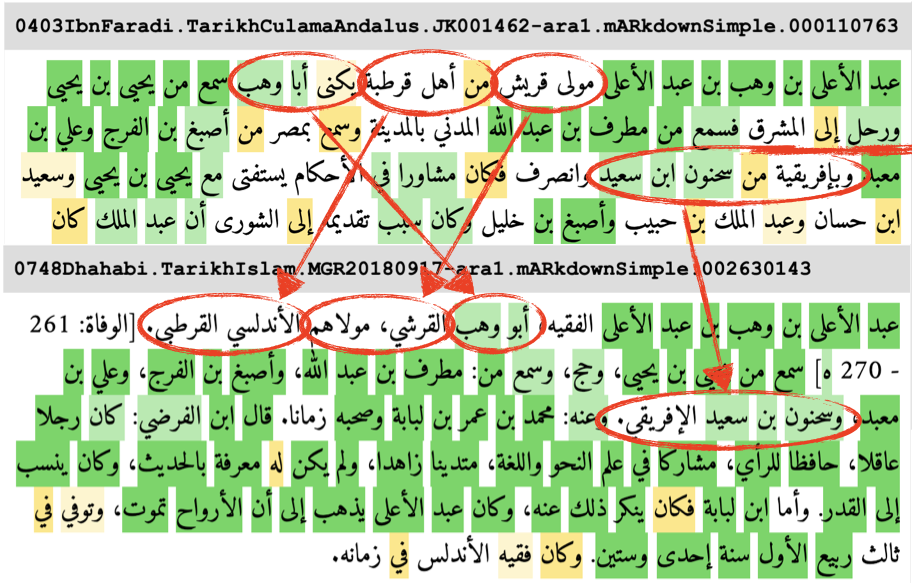 0403IbnFaradi.TarikhCulamaAndalus.JK001462-ara1.mARkdownSimple.000110763
عبد الأعلى بن وهب بن عبد الأعلى مولى قريش من أهل قرطبة يكنى أبا وهب سمع من يحيى بن يحيى
ورحل إلى المشرق فسمع من مطرف بن عبد الله المدني بالمدينة وسمع بمصر من أصبغ بن الفرج وعلي بن
معبد وبإفريقية من سحنون ابن سعيد وانصرف فكان مشاورا في الأحكام يستفتى مع يحيى بن يحيى وسعيد
ابن حسان وعبد الملك بن حبيب وأصبغ بن خليل وكان سبب تقديمه إلى الشورى أن عبد الملك كان
0748Dhahabi.TarikhIslam.MGR20180917-ara1.mARkdownSimple.002630143
عبد الأعلى بن وهب بن عبد الأعلى الفقيه، أبو وهب القرشي، مولاهم الأندلسي القرطبي. [الوفاة: 261
- 270 ه] سمع من يحيى بن يحيى، وحج، وسمع من: مطرف بن عبد الله، وأصبغ بن الفرج، وعلي بن
معبد، وسحنون بن سعيد الإفريقي. وعنه: محمد بن عمر بن لبابة وصحبه زمانا. قال ابن الفرضي: كان رجلا
عاقلا، حافظا للرأي، مشاركا في علم النحو واللغة، متدينا زاهدا، ولم يكن له معرفة بالحديث، وكان ينسب
إلى القدر. وأما ابن لبابة فكان ينكر ذلك عنه، وكان عبد الأعلى يذهب إلى أن الأرواح تموت، وتوفي في
ثالث ربيع الأول سنة إحدى وستين. وكان فقيه الأندلس في زمانه.